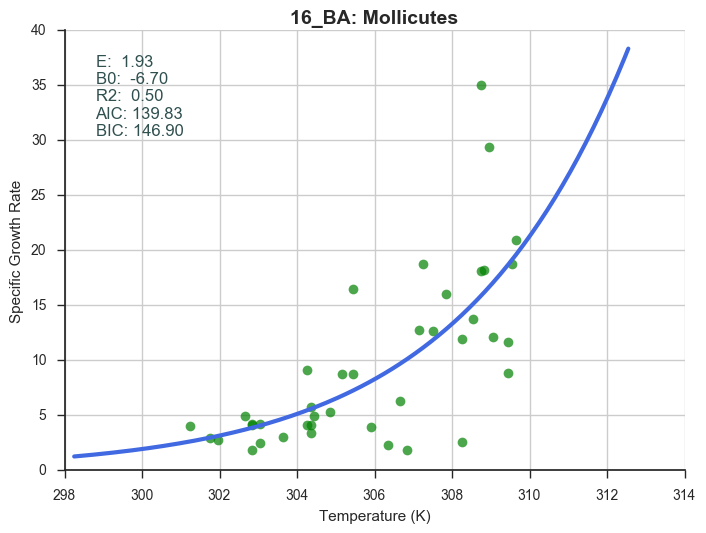 16_BA: Mollicutes
E: 1.93
B0: -6.70
R2: 0.50
AIC: 139.83
BIC: 146.90
Specific Growth Rate
40
35
30
25
20
15
10
5
0
298 300 302 304 306 308 310 312 314
Temperature (K)